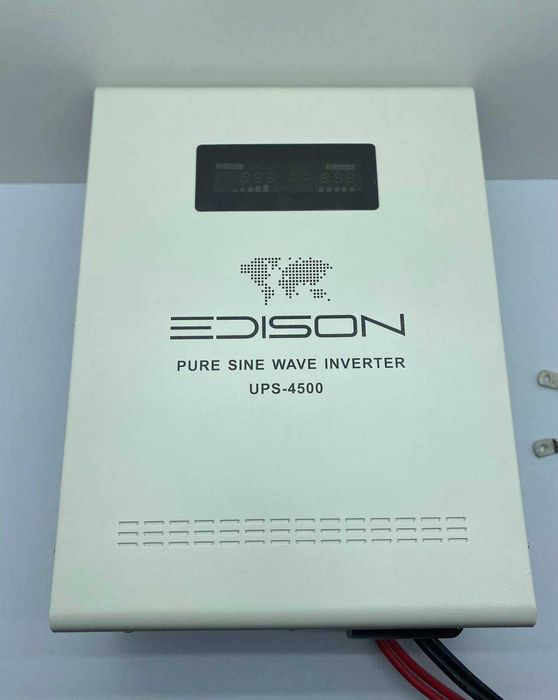 EDISON
PURE SINE WAVE INVERTER
UPS-4500